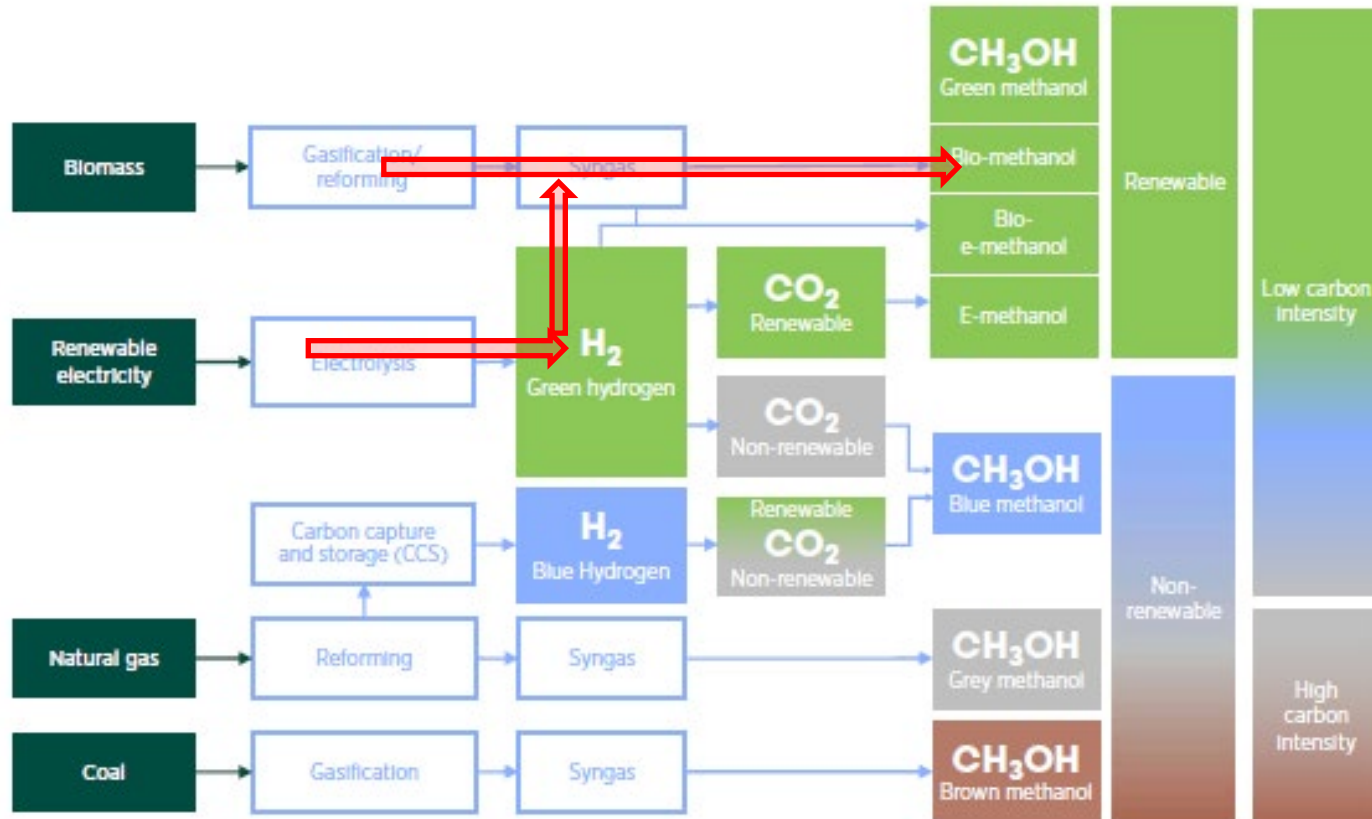 CH₃OH
Green methanol
Biomass
Gasification/
reforming
Syngas
Bio-methanol
Renewable
Bio-
e-methanol
Low carbon
intensity
Renewable
electricity
Electrolysis
H₂
Green hydrogen
CO₂
Renewable
E-methanol
CO₂
Non-renewable
CH₃OH
Blue methanol
Carbon capture
and storage (CCS)
H₂
Blue Hydrogen
Renewable
CO₂
Non-renewable
Non-
renewable
Natural gas
Reforming
Syngas
CH₃OH
Grey methanol
High
carbon
intensity
Coal
Gasification
Syngas
CH₃OH
Brown methanol